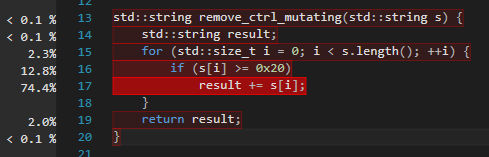 12
< 0.1 % 13 std::string remove_ctrl_mutating(std::string s) {
< 0.1 % 14     std::string result;
2.3% 15     for (std::size_t i = 0; i < s.length(); ++i) {
12.8% 16         if (s[i] >= 0x20)
74.4% 17             result += s[i];
18     }
2.0% 19     return result;
< 0.1 % 20 }
21